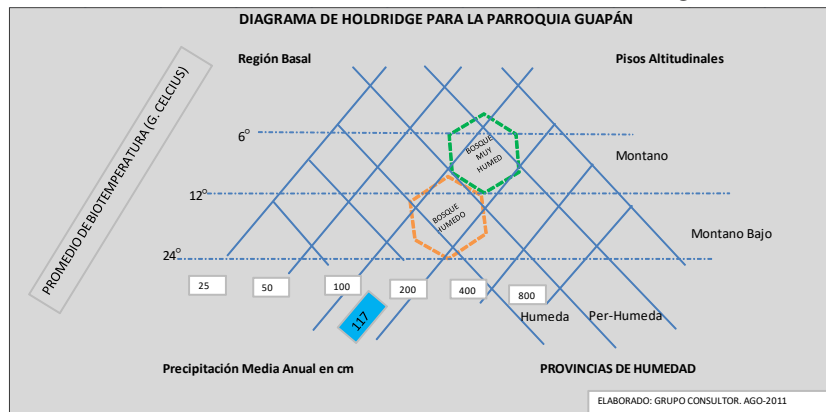 DIAGRAMA DE HOLDRIDGE PARA LA PARROQUIA GUAPÁN
Región Basal
Pisos Altitudinales
PROMEDIO DE BIOTEMPERATURA (G. CELCIUS)
6°
BOSQUE
MUY
HUMED
Montano
12°
BOSQUE
HUMEDO
Montano Bajo
24°
25
50
100
200
400
800
117
Humeda
Per-Humeda
Precipitación Media Anual en cm
PROVINCIAS DE HUMEDAD
ELABORADO: GRUPO CONSULTOR. AGO-2011